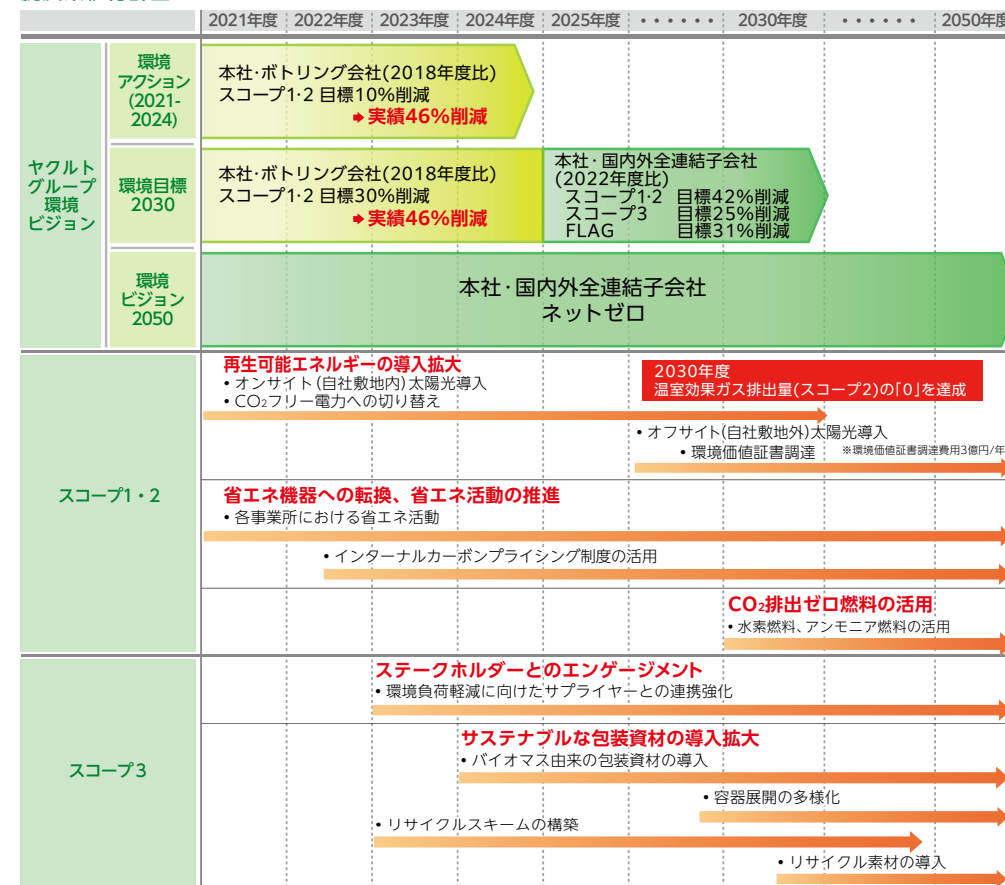 2021年度 2022年度 2023年度 2024年度 2025年度 ・・・・・・ 2030年度 ・・・・・・ 2050年度
ヤクルト
グループ
環境
ビジョン
環境
アクション
(2021-
2024)
本社・ボトリング会社(2018年度比)
スコープ1・2 目標10%削減
実績46%削減
環境目標
2030
本社・ボトリング会社(2018年度比)
スコープ1・2 目標30%削減
実績46%削減
本社・国内外全連結子会社
(2022年度比)
スコープ1・2 目標42%削減
スコープ3 目標25%削減
FLAG 目標31%削減
環境
ビジョン
2050
本社・国内外全連結子会社
ネットゼロ
スコープ1・2
再生可能エネルギーの導入拡大
• オンサイト(自社敷地内)太陽光導入
• CO₂フリー電力への切り替え
2030年度
温室効果ガス排出量(スコープ2)の「0」を達成
• オフサイト(自社敷地外)太陽光導入
• 環境価値証書調達 ※環境価値証書調達費用3億円/年
省エネ機器への転換、省エネ活動の推進
• 各事業所における省エネ活動
• インターナルカーボンプライシング制度の活用
CO₂排出ゼロ燃料の活用
• 水素燃料、アンモニア燃料の活用
スコープ3
ステークホルダーとのエンゲージメント
• 環境負荷軽減に向けたサプライヤーとの連携強化
サステナブルな包装資材の導入拡大
• バイオマス由来の包装資材の導入
• 容器展開の多様化
• リサイクルスキームの構築
• リサイクル素材の導入